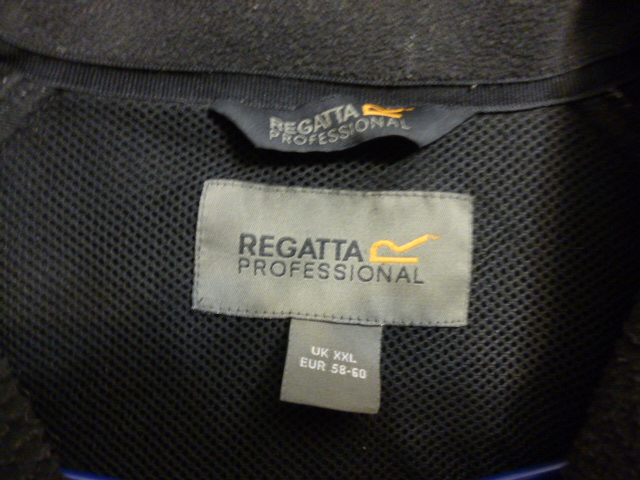 REGATTA
PROFESSIONAL
REGATTA
PROFESSIONAL
UK XXL
EUR 58-60